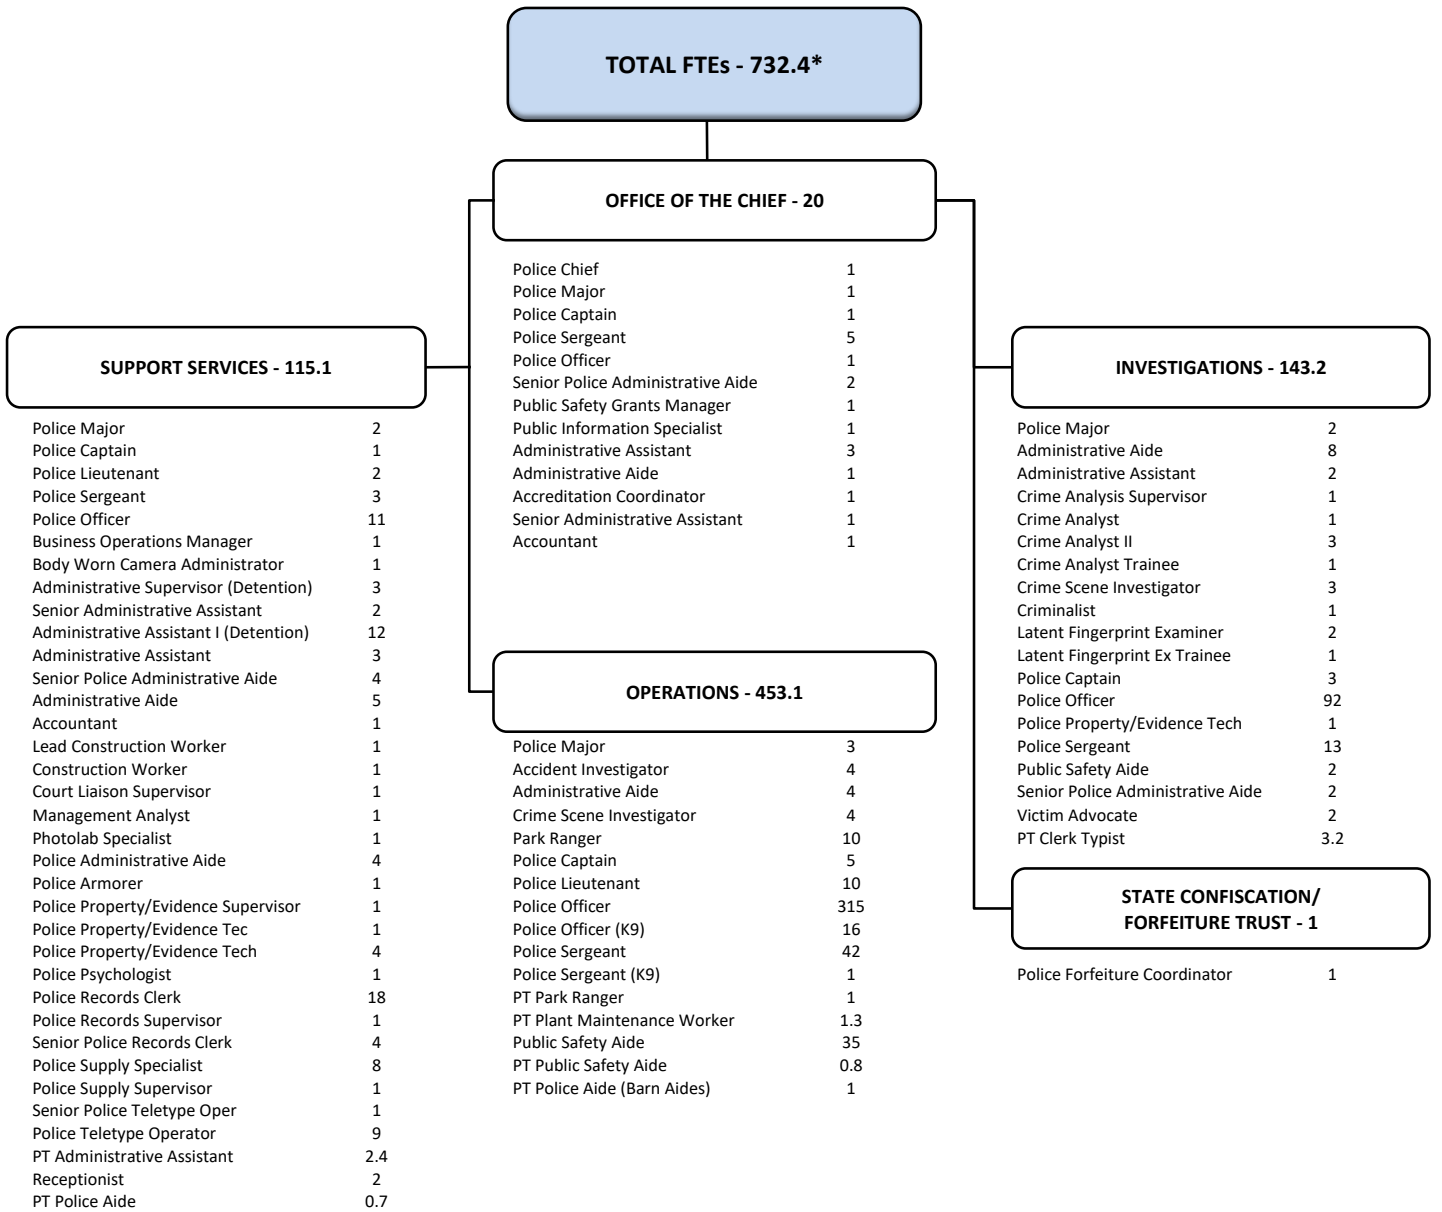 TOTAL FTEs - 732.4*
OFFICE OF THE CHIEF - 20
Police Chief 1
Police Major 1
Police Captain 1
Police Sergeant 5
Police Officer 1
Senior Police Administrative Aide 2
Public Safety Grants Manager 1
Public Information Specialist 1
Administrative Assistant 3
Administrative Aide 1
Accreditation Coordinator 1
Senior Administrative Assistant 1
Accountant 1
SUPPORT SERVICES - 115.1
Police Major 2
Police Captain 1
Police Lieutenant 2
Police Sergeant 3
Police Officer 11
Business Operations Manager 1
Body Worn Camera Administrator 1
Administrative Supervisor (Detention) 3
Senior Administrative Assistant 2
Administrative Assistant I (Detention) 12
Administrative Assistant 3
Senior Police Administrative Aide 4
Administrative Aide 5
Accountant 1
Lead Construction Worker 1
Construction Worker 1
Court Liaison Supervisor 1
Management Analyst 1
Photolab Specialist 1
Police Administrative Aide 4
Police Armorer 1
Police Property/Evidence Supervisor 1
Police Property/Evidence Tec 1
Police Property/Evidence Tech 4
Police Psychologist 1
Police Records Clerk 18
Police Records Supervisor 1
Senior Police Records Clerk 4
Police Supply Specialist 8
Police Supply Supervisor 1
Senior Police Teletype Oper 1
Police Teletype Operator 9
PT Administrative Assistant 2.4
Receptionist 2
PT Police Aide 0.7
OPERATIONS - 453.1
Police Major 3
Accident Investigator 4
Administrative Aide 4
Crime Scene Investigator 4
Park Ranger 10
Police Captain 5
Police Lieutenant 10
Police Officer 315
Police Officer (K9) 16
Police Sergeant 42
Police Sergeant (K9) 1
PT Park Ranger 1
PT Plant Maintenance Worker 1.3
Public Safety Aide 35
PT Public Safety Aide 0.8
PT Police Aide (Barn Aides) 1
INVESTIGATIONS - 143.2
Police Major 2
Administrative Aide 8
Administrative Assistant 2
Crime Analysis Supervisor 1
Crime Analyst 1
Crime Analyst II 3
Crime Analyst Trainee 1
Crime Scene Investigator 3
Criminalist 1
Latent Fingerprint Examiner 2
Latent Fingerprint Ex Trainee 1
Police Captain 3
Police Officer 92
Police Property/Evidence Tech 1
Police Sergeant 13
Public Safety Aide 2
Senior Police Administrative Aide 2
Victim Advocate 2
PT Clerk Typist 3.2
STATE CONFISCATION/
FORFEITURE TRUST - 1
Police Forfeiture Coordinator 1